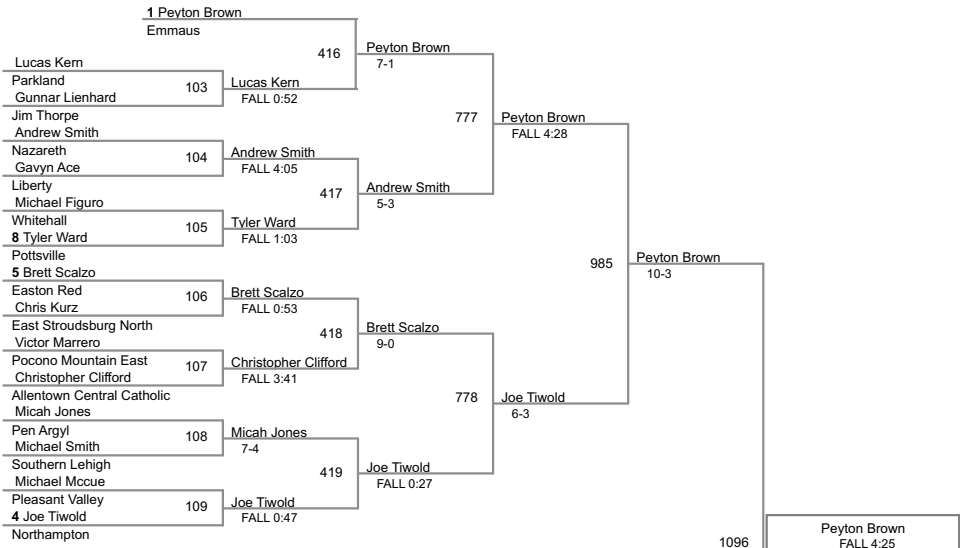 1 Peyton Brown
Emmaus
416
Peyton Brown
7-1
Lucas Kern
Parkland
103
Lucas Kern
FALL 0:52
Gunnar Lienhard
Jim Thorpe
777
Peyton Brown
FALL 4:28
Andrew Smith
Nazareth
104
Andrew Smith
FALL 4:05
Gavyn Ace
Liberty
417
Andrew Smith
5-3
Michael Figuro
Whitehall
105
Tyler Ward
FALL 1:03
8 Tyler Ward
Pottsville
985
Peyton Brown
10-3
5 Brett Scalzo
Easton Red
106
Brett Scalzo
FALL 0:53
Chris Kurz
East Stroudsburg North
418
Brett Scalzo
9-0
Victor Marrero
Pocono Mountain East
107
Christopher Clifford
FALL 3:41
Christopher Clifford
Allentown Central Catholic
778
Joe Tiwold
6-3
Micah Jones
Pen Argyl
108
Micah Jones
7-4
Michael Smith
Southern Lehigh
419
Joe Tiwold
FALL 0:27
Michael Mccue
Pleasant Valley
109
Joe Tiwold
FALL 0:47
4 Joe Tiwold
Northampton
1096
Peyton Brown
FALL 4:25